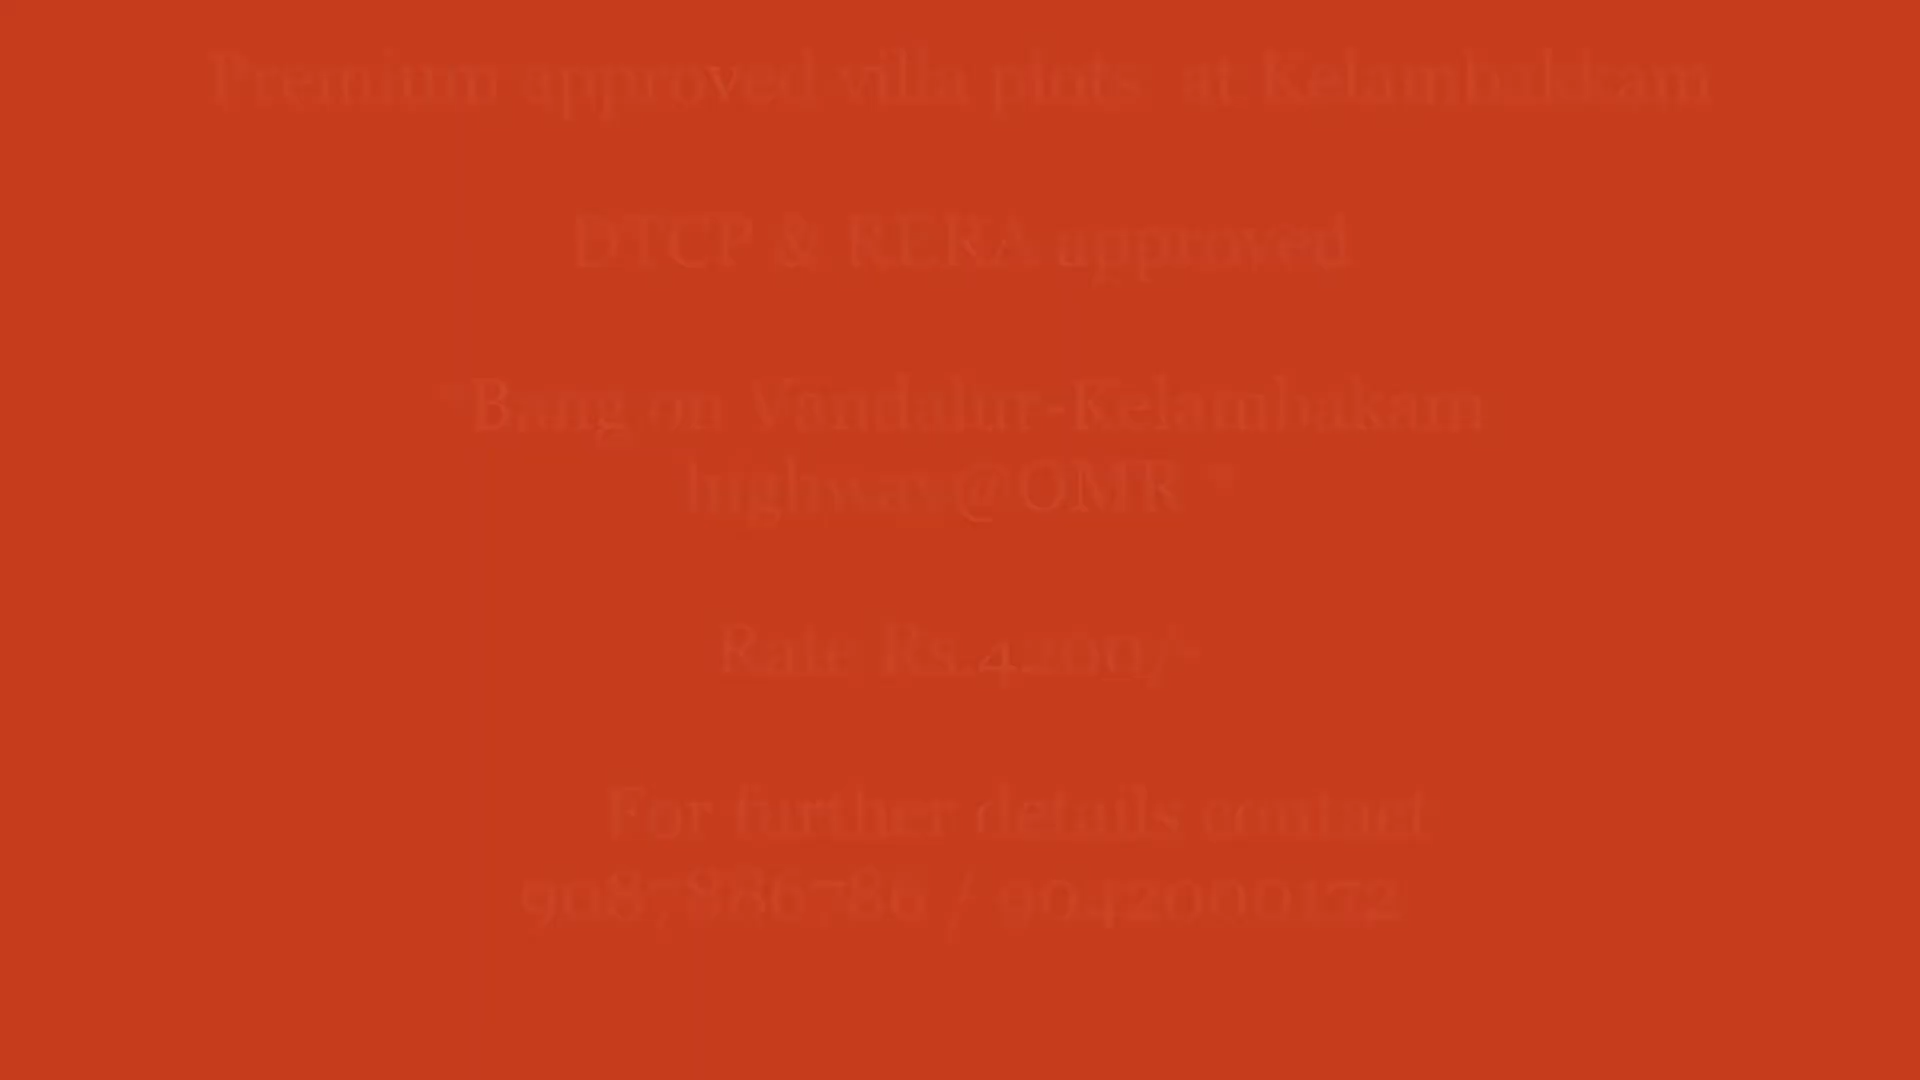 Premium approved villa plots at Kelambakkam
DTCP & RERA approved
"Bang on Vandalur-Kelambakam
highway@OMR "
Rate Rs.4200/-
For further details contact
9087886786 / 9042000172